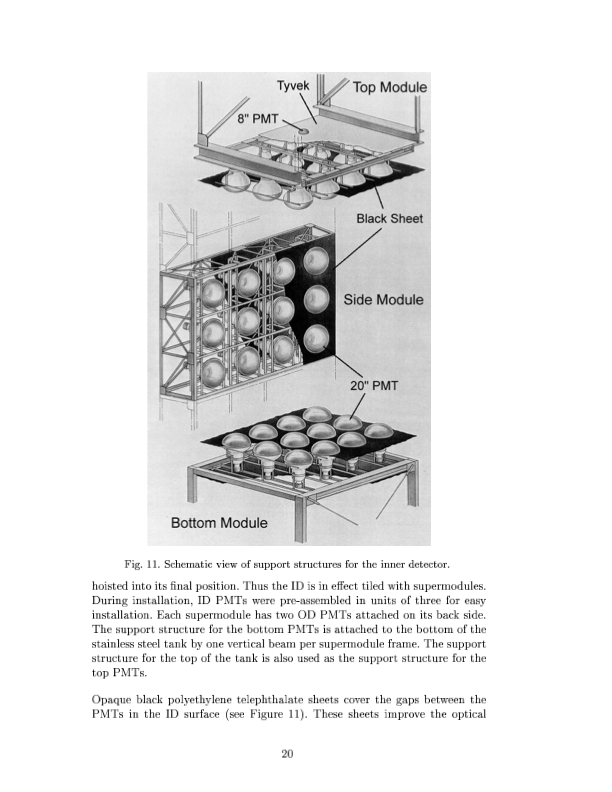 Tyvek
Top Module
8" PMT
Black Sheet
Side Module
20" PMT
Bottom Module
Fig. 11. Schematic view of support structures for the inner detector.
hoisted into its final position. Thus the ID is in effect tiled with supermodules.
During installation, ID PMTs were pre-assembled in units of three for easy
installation. Each supermodule has two OD PMTs attached on its back side.
The support structure for the bottom PMTs is attached to the bottom of the
stainless steel tank by one vertical beam per supermodule frame. The support
structure for the top of the tank is also used as the support structure for the
top PMTs.
Opaque black polyethylene telephthalate sheets cover the gaps between the
PMTs in the ID surface (see Figure 11). These sheets improve the optical
20